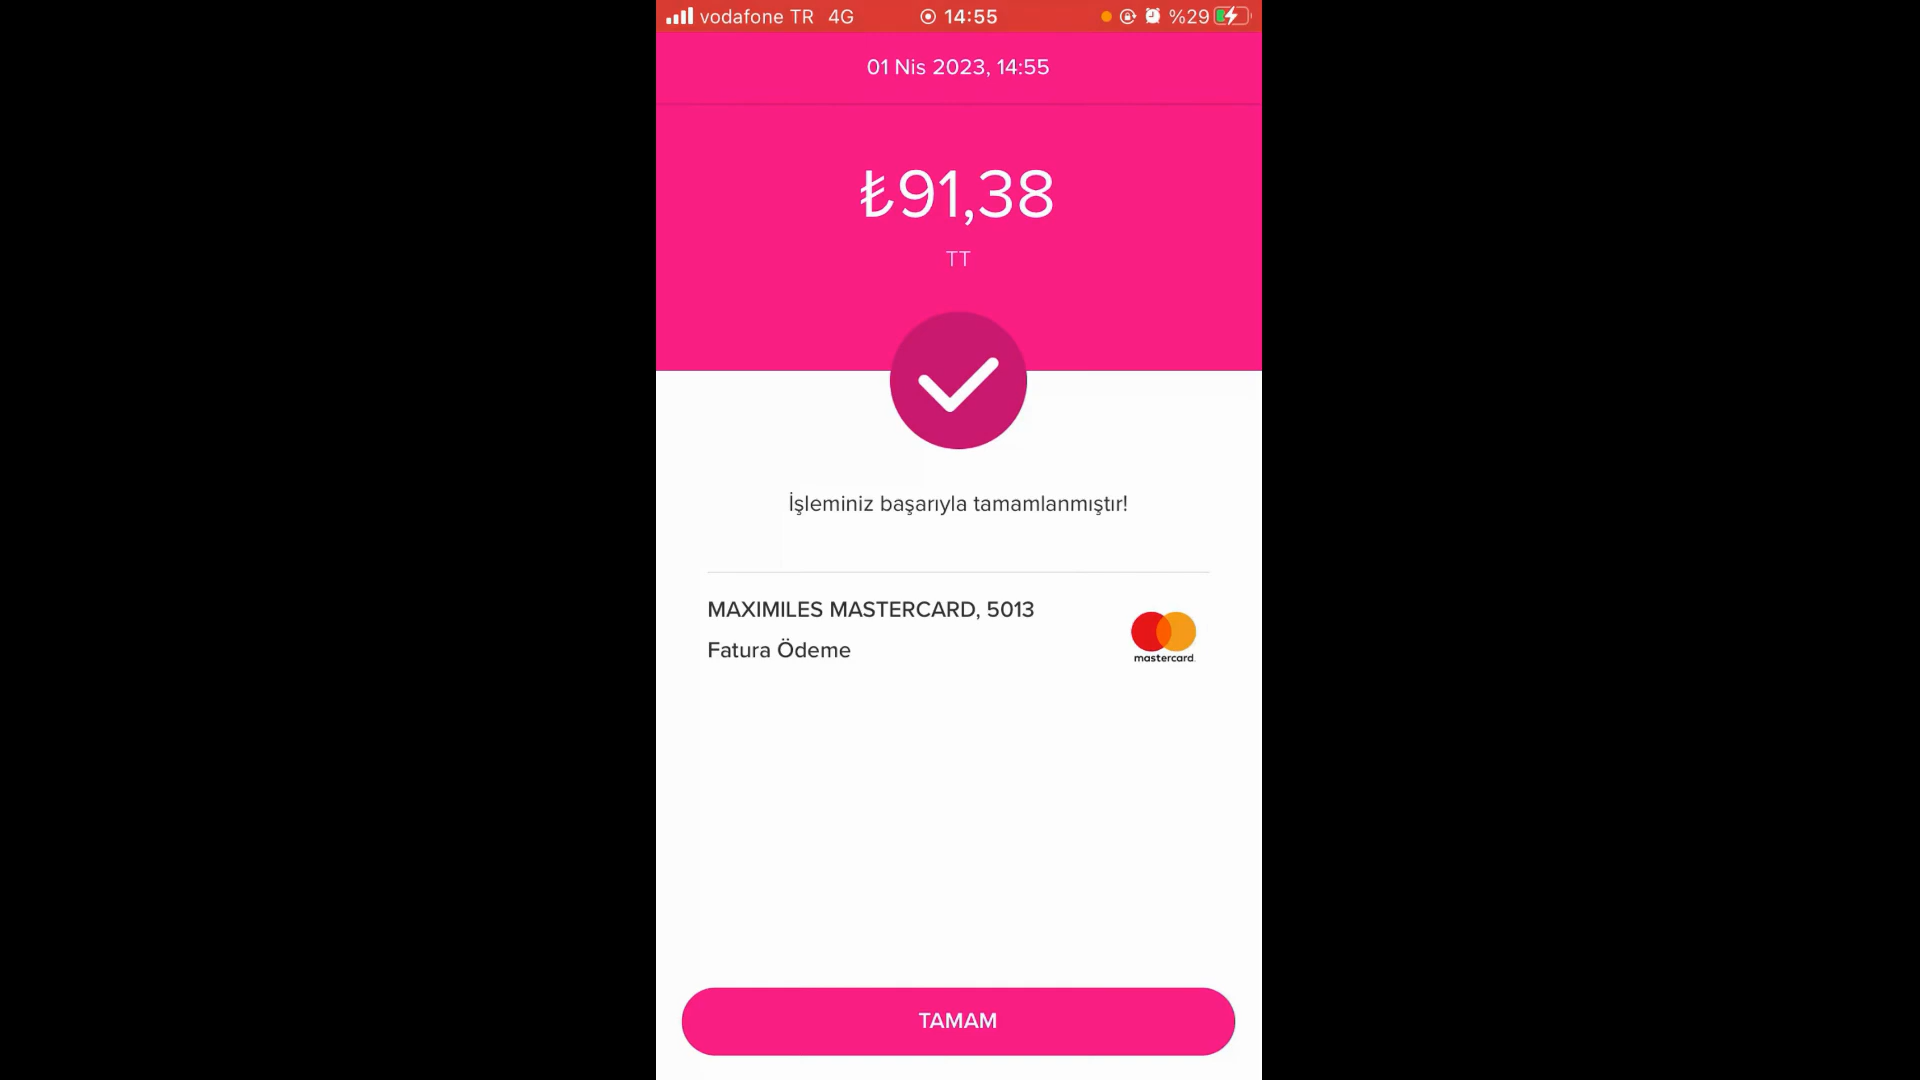 vodafone TR 4G 14:55 %29
01 Nis 2023, 14:55
₺91,38
TT
İşleminiz başarıyla tamamlanmıştır!
MAXIMILES MASTERCARD, 5013
Fatura Ödeme
mastercard.
TAMAM